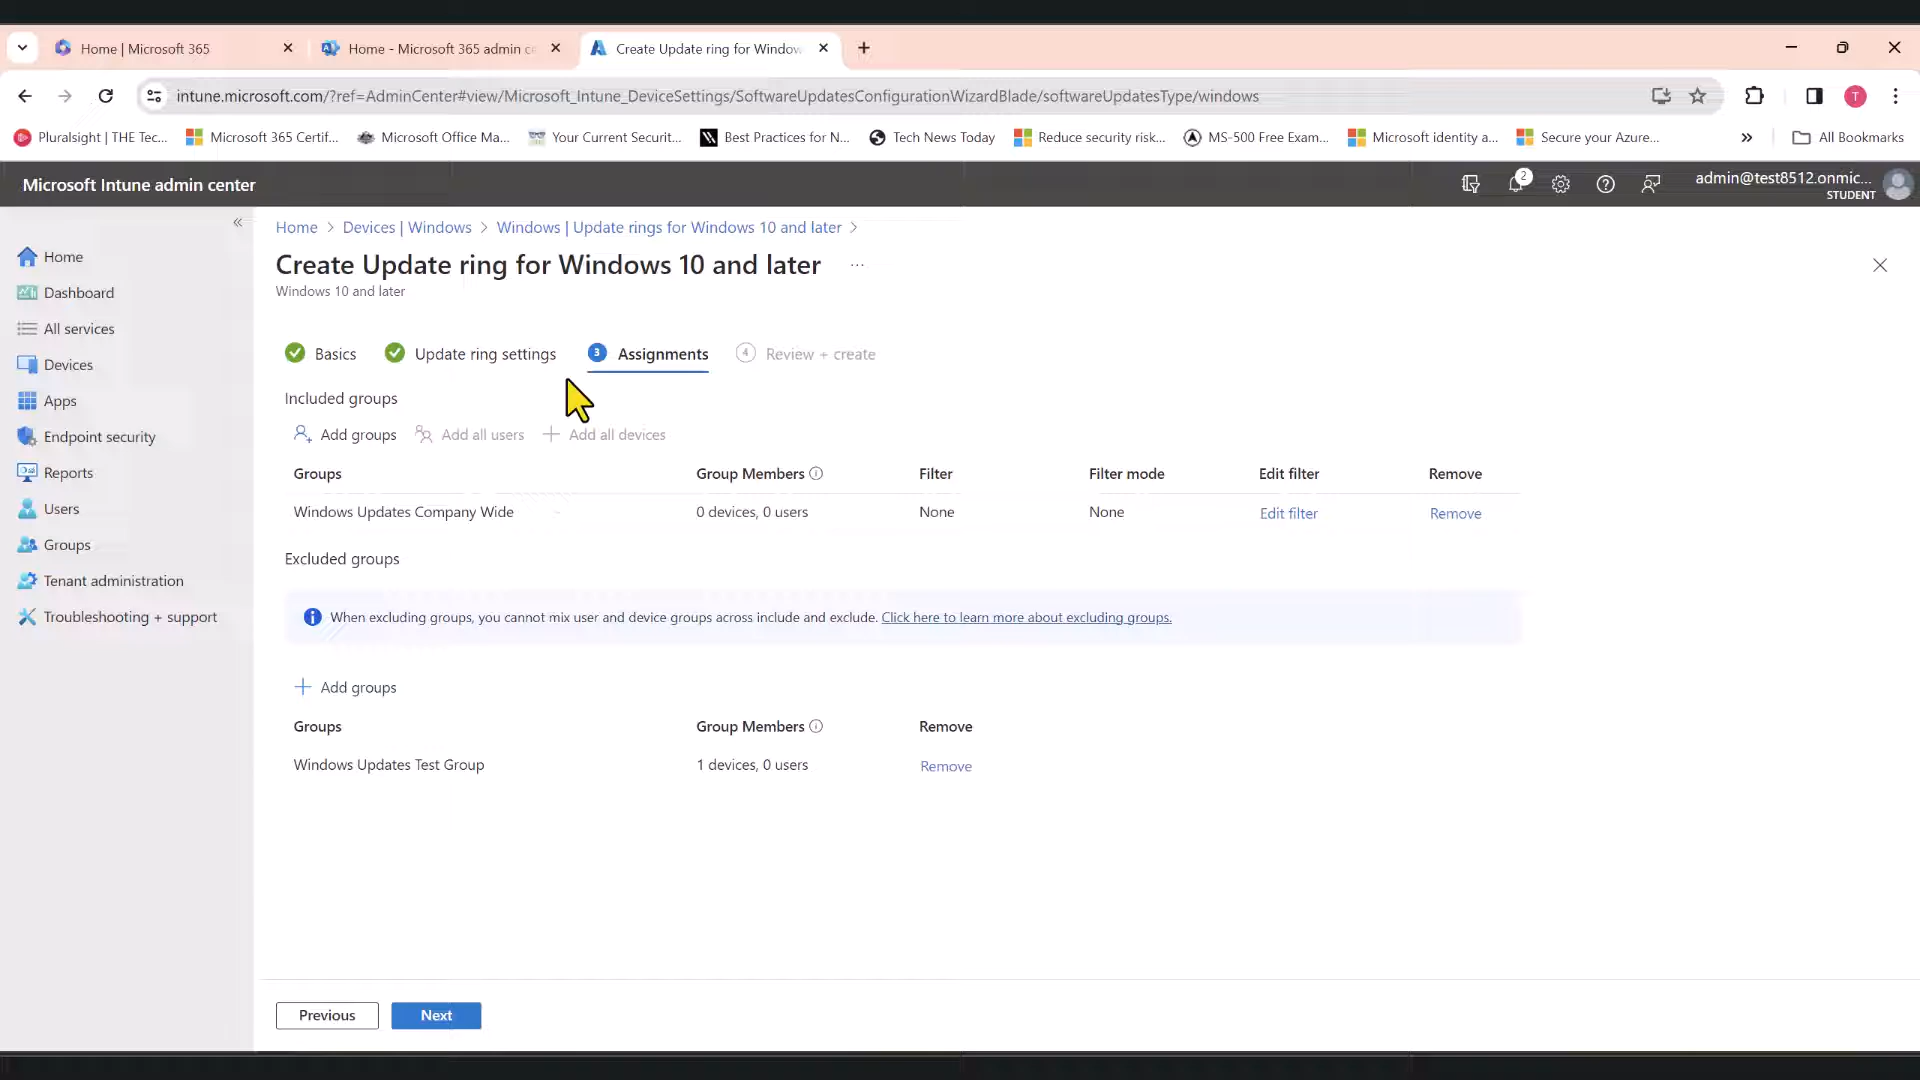 Home | Microsoft 365
Home - Microsoft 365 admin ce
Create Update ring for Window
intune.microsoft.com/?ref=AdminCenter#view/Microsoft_Intune_DeviceSettings/SoftwareUpdatesConfigurationWizardBlade/softwareUpdatesType/windows
T
Pluralsight | THE Tec...
Microsoft 365 Certif...
Microsoft Office Ma...
Your Current Securit...
Best Practices for N...
Tech News Today
Reduce security risk...
MS-500 Free Exam...
Microsoft identity a...
Secure your Azure...
»
All Bookmarks
Microsoft Intune admin center
2
admin@test8512.onmic...
STUDENT
«
Home
Dashboard
All services
Devices
Apps
Endpoint security
Reports
Users
Groups
Tenant administration
Troubleshooting + support
Home > Devices | Windows > Windows | Update rings for Windows 10 and later >
Create Update ring for Windows 10 and later ...
Windows 10 and later
Basics
Update ring settings
3 Assignments
4 Review + create
Included groups
Add groups
Add all users
Add all devices
Groups Group Members Filter Filter mode Edit filter Remove
Windows Updates Company Wide 0 devices, 0 users None None Edit filter Remove
Excluded groups
When excluding groups, you cannot mix user and device groups across include and exclude. Click here to learn more about excluding groups.
Add groups
Groups Group Members Remove
Windows Updates Test Group 1 devices, 0 users Remove
Previous
Next